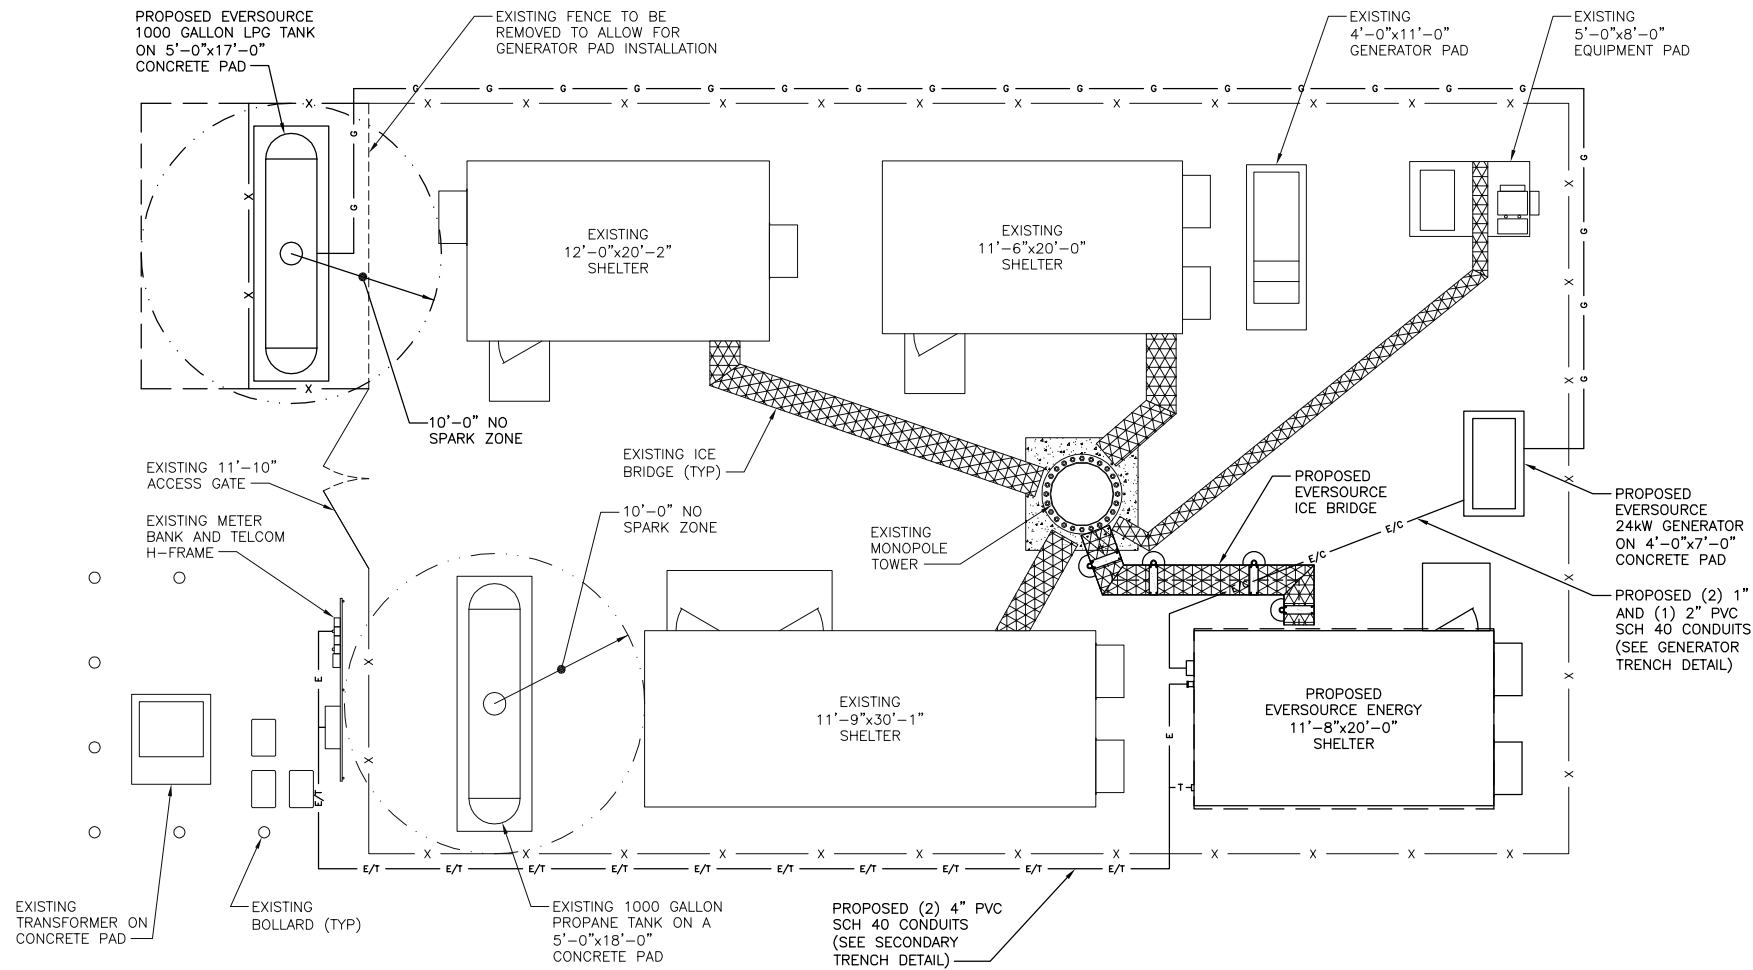 PROPOSED EVERSOURCE
1000 GALLON LPG TANK
ON 5'-0"x17'-0"
CONCRETE PAD
EXISTING FENCE TO BE
REMOVED TO ALLOW FOR
GENERATOR PAD INSTALLATION
EXISTING
4'-0"x11'-0"
GENERATOR PAD
EXISTING
5'-0"x8'-0"
EQUIPMENT PAD
G G G G G G G G G G G G G G G G
X X X X X X X X X X X X X
G
G
G
G
G
G
X
X
X
X
X
X
X
X
X
EXISTING
12'-0"x20'-2"
SHELTER
EXISTING
11'-6"x20'-0"
SHELTER
10'-0" NO
SPARK ZONE
EXISTING ICE
BRIDGE (TYP)
EXISTING 11'-10"
ACCESS GATE
EXISTING METER
BANK AND TELCOM
H-FRAME
10'-0" NO
SPARK ZONE
EXISTING
MONOPOLE
TOWER
PROPOSED
EVERSOURCE
ICE BRIDGE
E/C
E/C
E/C
PROPOSED
EVERSOURCE
24kW GENERATOR
ON 4'-0"x7'-0"
CONCRETE PAD
PROPOSED (2) 1"
AND (1) 2" PVC
SCH 40 CONDUITS
(SEE GENERATOR
TRENCH DETAIL)
E
E/T
X
X
EXISTING
11'-9"x30'-1"
SHELTER
E
T
PROPOSED
EVERSOURCE ENERGY
11'-8"x20'-0"
SHELTER
X X X X X X X X X X X X
E/T E/T E/T E/T E/T E/T E/T E/T E/T E/T
EXISTING
TRANSFORMER ON
CONCRETE PAD
EXISTING
BOLLARD (TYP)
EXISTING 1000 GALLON
PROPANE TANK ON A
5'-0"x18'-0"
CONCRETE PAD
PROPOSED (2) 4" PVC
SCH 40 CONDUITS
(SEE SECONDARY
TRENCH DETAIL)